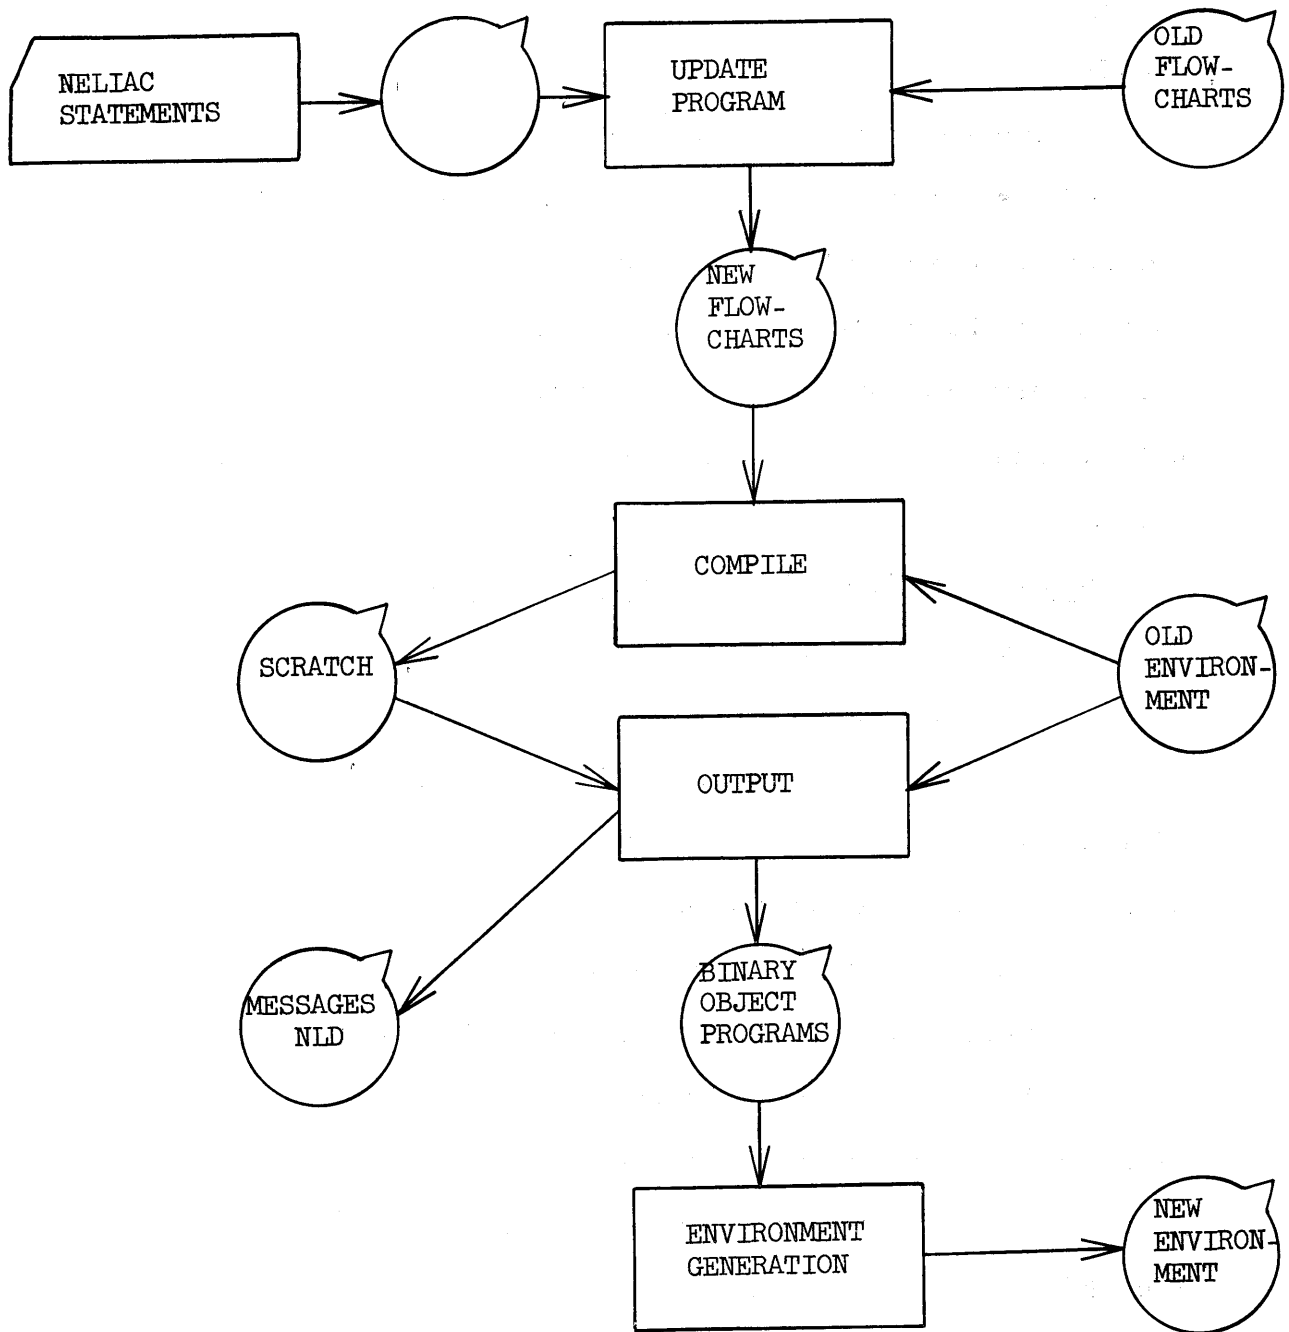 NELIAC
STATEMENTS
UPDATE
PROGRAM
OLD
FLOW-
CHARTS
NEW
FLOW-
CHARTS
COMPILE
SCRATCH
OLD
ENVIRON-
MENT
OUTPUT
MESSAGES
NLD
BINARY
OBJECT
PROGRAMS
ENVIRONMENT
GENERATION
NEW
ENVIRON-
MENT